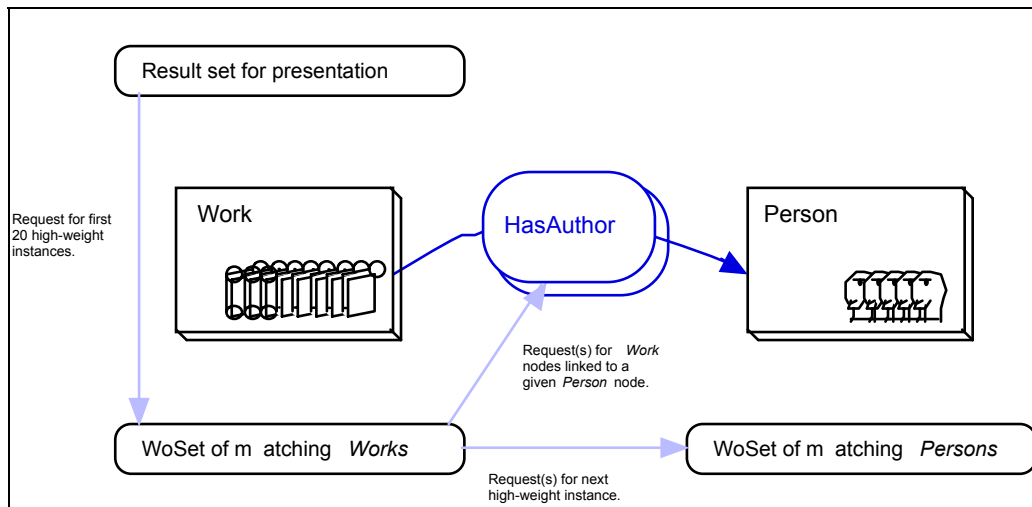 Result set for presentation
Request for first
20 high-weight
instances.
Work
HasAuthor
Person
Request(s) for Work
nodes linked to a
given Person node.
WoSet of m atching Works
WoSet of m atching Persons
Request(s) for next
high-weight instance.